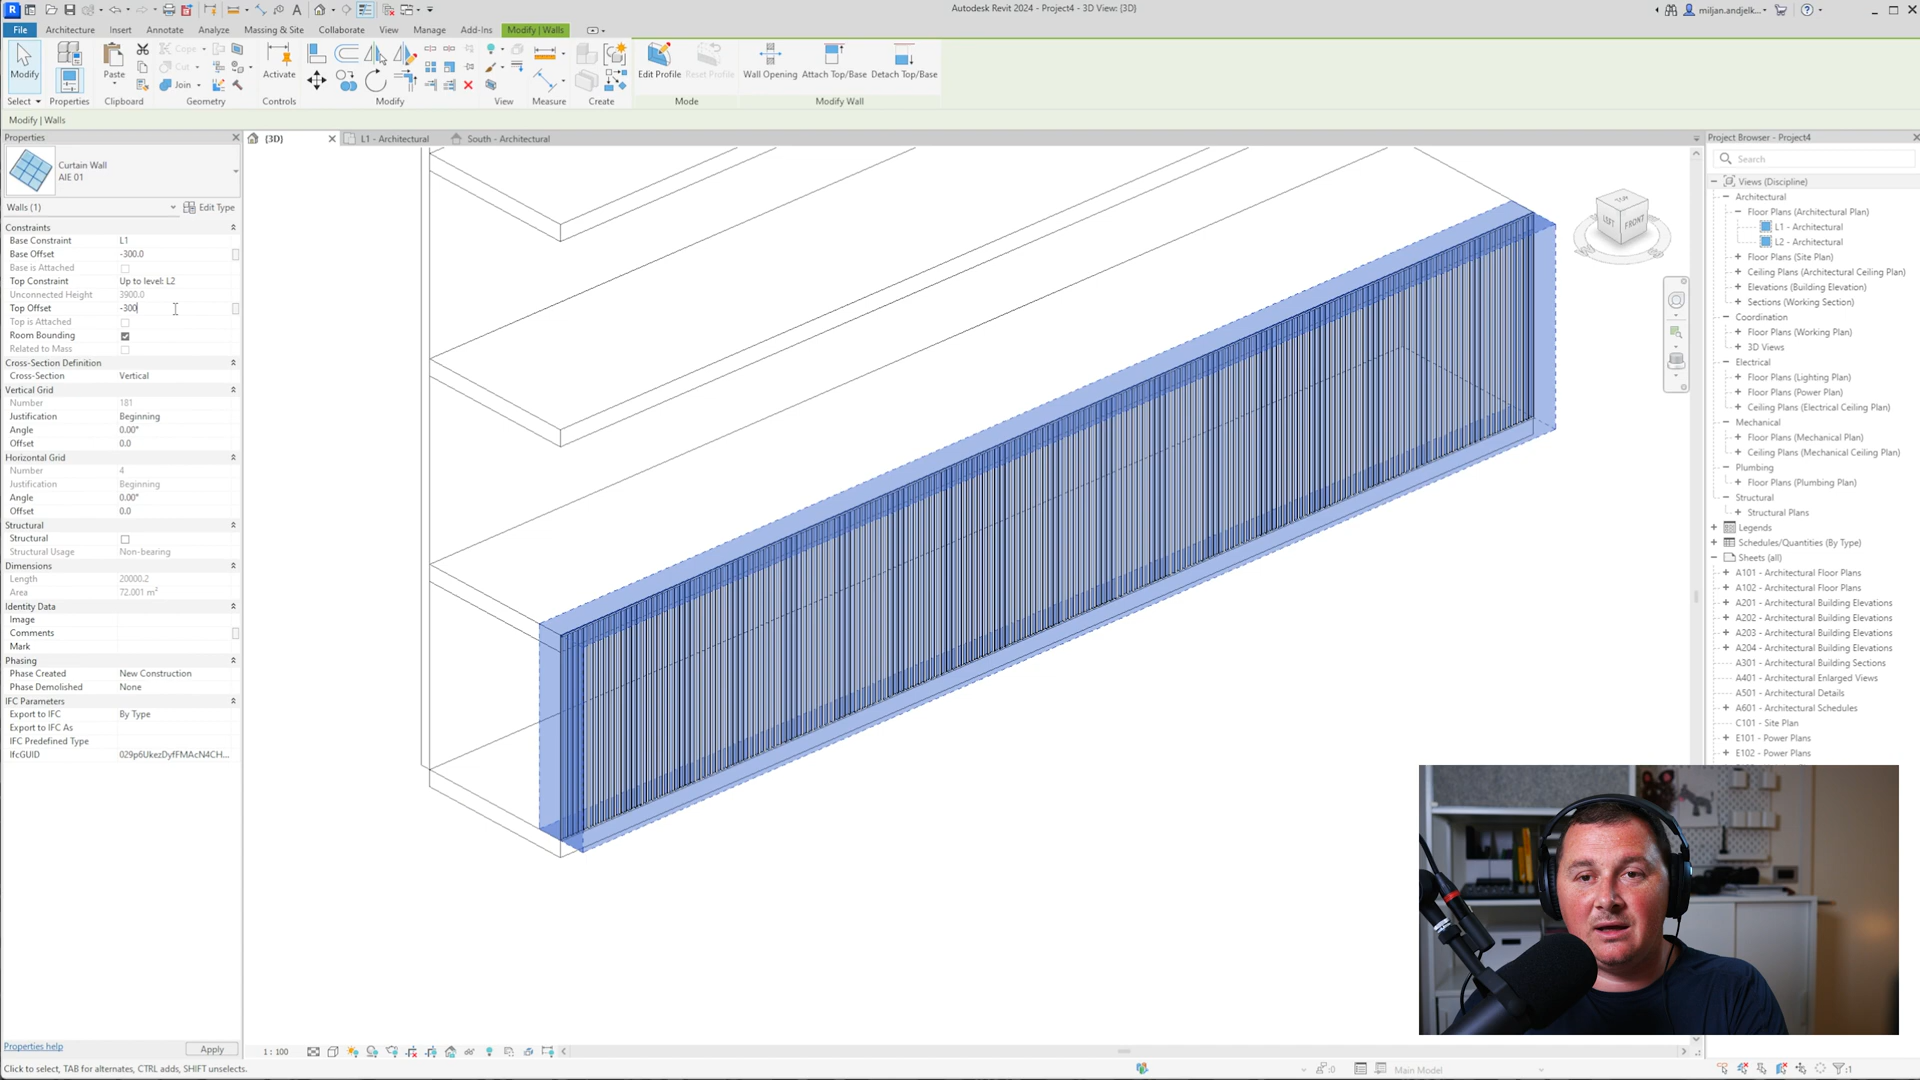 Autodesk Revit 2024 - Project4 - 3D View: {3D}
miljan.andjelk...
File
Architecture
Insert
Annotate
Analyze
Massing & Site
Collaborate
View
Manage
Add-Ins
Modify | Walls
Modify
Paste
Copy
Cut
Join
Activate
Edit Profile
Reset Profile
Wall Opening
Attach Top/Base
Detach Top/Base
Select
Properties
Clipboard
Geometry
Controls
Modify
View
Measure
Create
Mode
Modify Wall
Modify | Walls
Properties
{3D}
L1 - Architectural
South - Architectural
Curtain Wall
AIE 01
Walls (1)
Edit Type
Constraints
Base Constraint L1
Base Offset -300.0
Base is Attached
Top Constraint Up to level: L2
Unconnected Height 3900.0
Top Offset -300
Top is Attached
Room Bounding
Related to Mass
Cross-Section Definition
Cross-Section Vertical
Vertical Grid
Number 181
Justification Beginning
Angle 0.00°
Offset 0.0
Horizontal Grid
Number 4
Justification Beginning
Angle 0.00°
Offset 0.0
Structural
Structural
Structural Usage Non-bearing
Dimensions
Length 20000.2
Area 72.001 m²
Identity Data
Image
Comments
Mark
Phasing
Phase Created New Construction
Phase Demolished None
IFC Parameters
Export to IFC By Type
Export to IFC As
IFC Predefined Type
IfcGUID 029p6UkezDyfFMAcN4CH...
Properties help
Apply
LEFT
FRONT
Project Browser - Project4
Search
Views (Discipline)
Architectural
Floor Plans (Architectural Plan)
L1 - Architectural
L2 - Architectural
Floor Plans (Site Plan)
Ceiling Plans (Architectural Ceiling Plan)
Elevations (Building Elevation)
Sections (Working Section)
Coordination
Floor Plans (Working Plan)
3D Views
Electrical
Floor Plans (Lighting Plan)
Floor Plans (Power Plan)
Ceiling Plans (Electrical Ceiling Plan)
Mechanical
Floor Plans (Mechanical Plan)
Ceiling Plans (Mechanical Ceiling Plan)
Plumbing
Floor Plans (Plumbing Plan)
Structural
Structural Plans
Legends
Schedules/Quantities (By Type)
Sheets (all)
A101 - Architectural Floor Plans
A102 - Architectural Floor Plans
A201 - Architectural Building Elevations
A202 - Architectural Building Elevations
A203 - Architectural Building Elevations
A204 - Architectural Building Elevations
A301 - Architectural Building Sections
A401 - Architectural Enlarged Views
A501 - Architectural Details
A601 - Architectural Schedules
C101 - Site Plan
E101 - Power Plans
E102 - Power Plans
1 : 100
Click to select, TAB for alternates, CTRL adds, SHIFT unselects.
:0
Main Model
:1